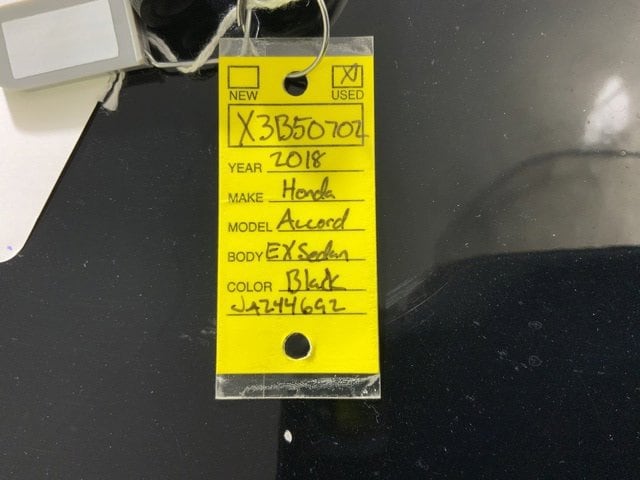 NEW USED
X3B50702
YEAR 2018
MAKE Honda
MODEL Accord
BODY EX Sedan
COLOR Black
JA244692